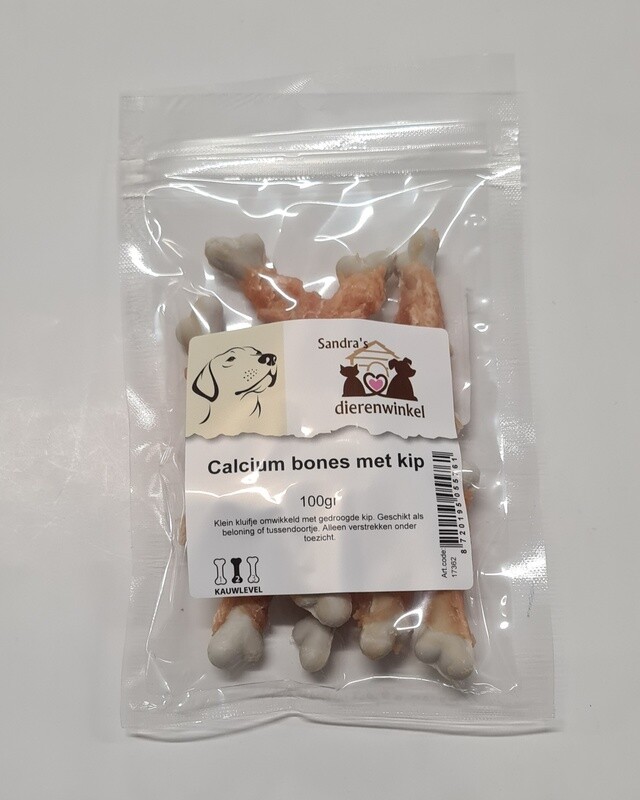 Sandra's
dierenwinkel
Calcium bones met kip
100gr
Klein kluifje omwikkeld met gedroogde kip. Geschikt als
beloning of tussendoortje. Alleen verstrekken onder
toezicht.
KAUWLEVEL
Art.code:
17362
8720195055761